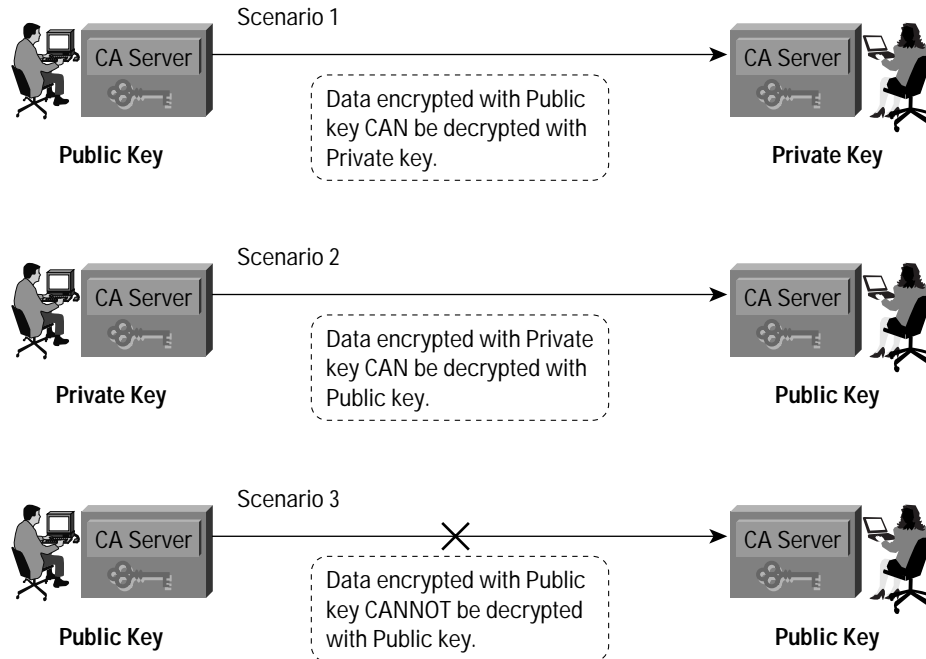 Scenario 1
CA Server
CA Server
Data encrypted with Public
key CAN be decrypted with
Private key.
Public Key
Private Key
Scenario 2
CA Server
CA Server
Data encrypted with Private
key CAN be decrypted with
Public key.
Private Key
Public Key
Scenario 3
CA Server
CA Server
Data encrypted with Public
key CANNOT be decrypted
with Public key.
Public Key
Public Key